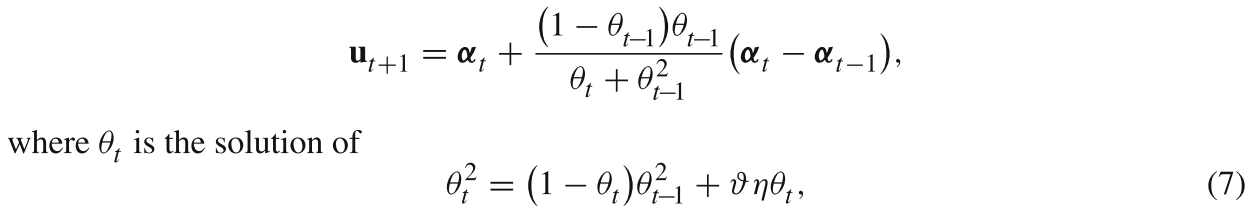 𝐮_{t+1} = 𝛂_t + \frac{(1 − θ_{t−1})θ_{t−1}}{θ_t + θ_{t−1}^2} (𝛂_t − 𝛂_{t−1}),
where θ_t is the solution of
θ_t^2 = (1 − θ_t)θ_{t−1}^2 + ϑηθ_t, (7)